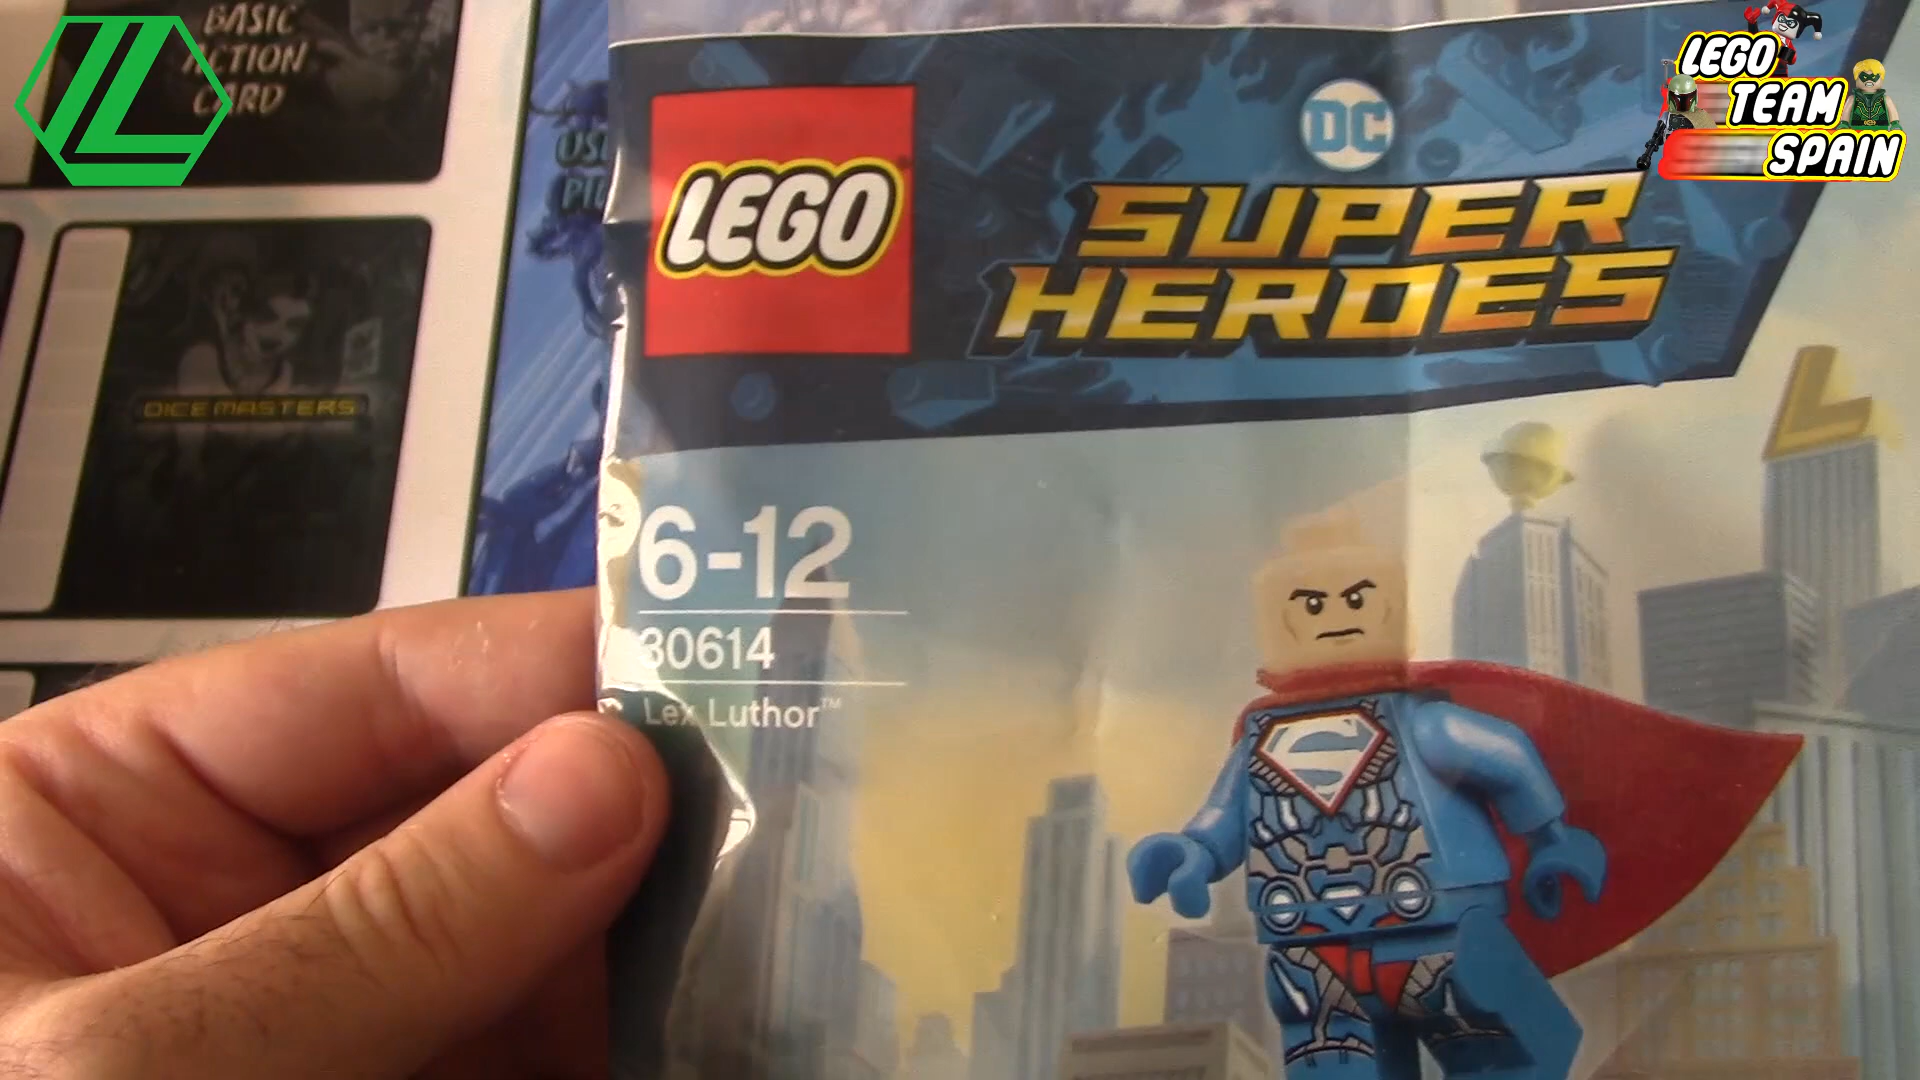 BASIC
ACTION
CARD
DICE MASTERS
LEGO
DC
SUPER
HEROES
6-12
30614
Lex Luthor™
LEGO
TEAM
SPAIN